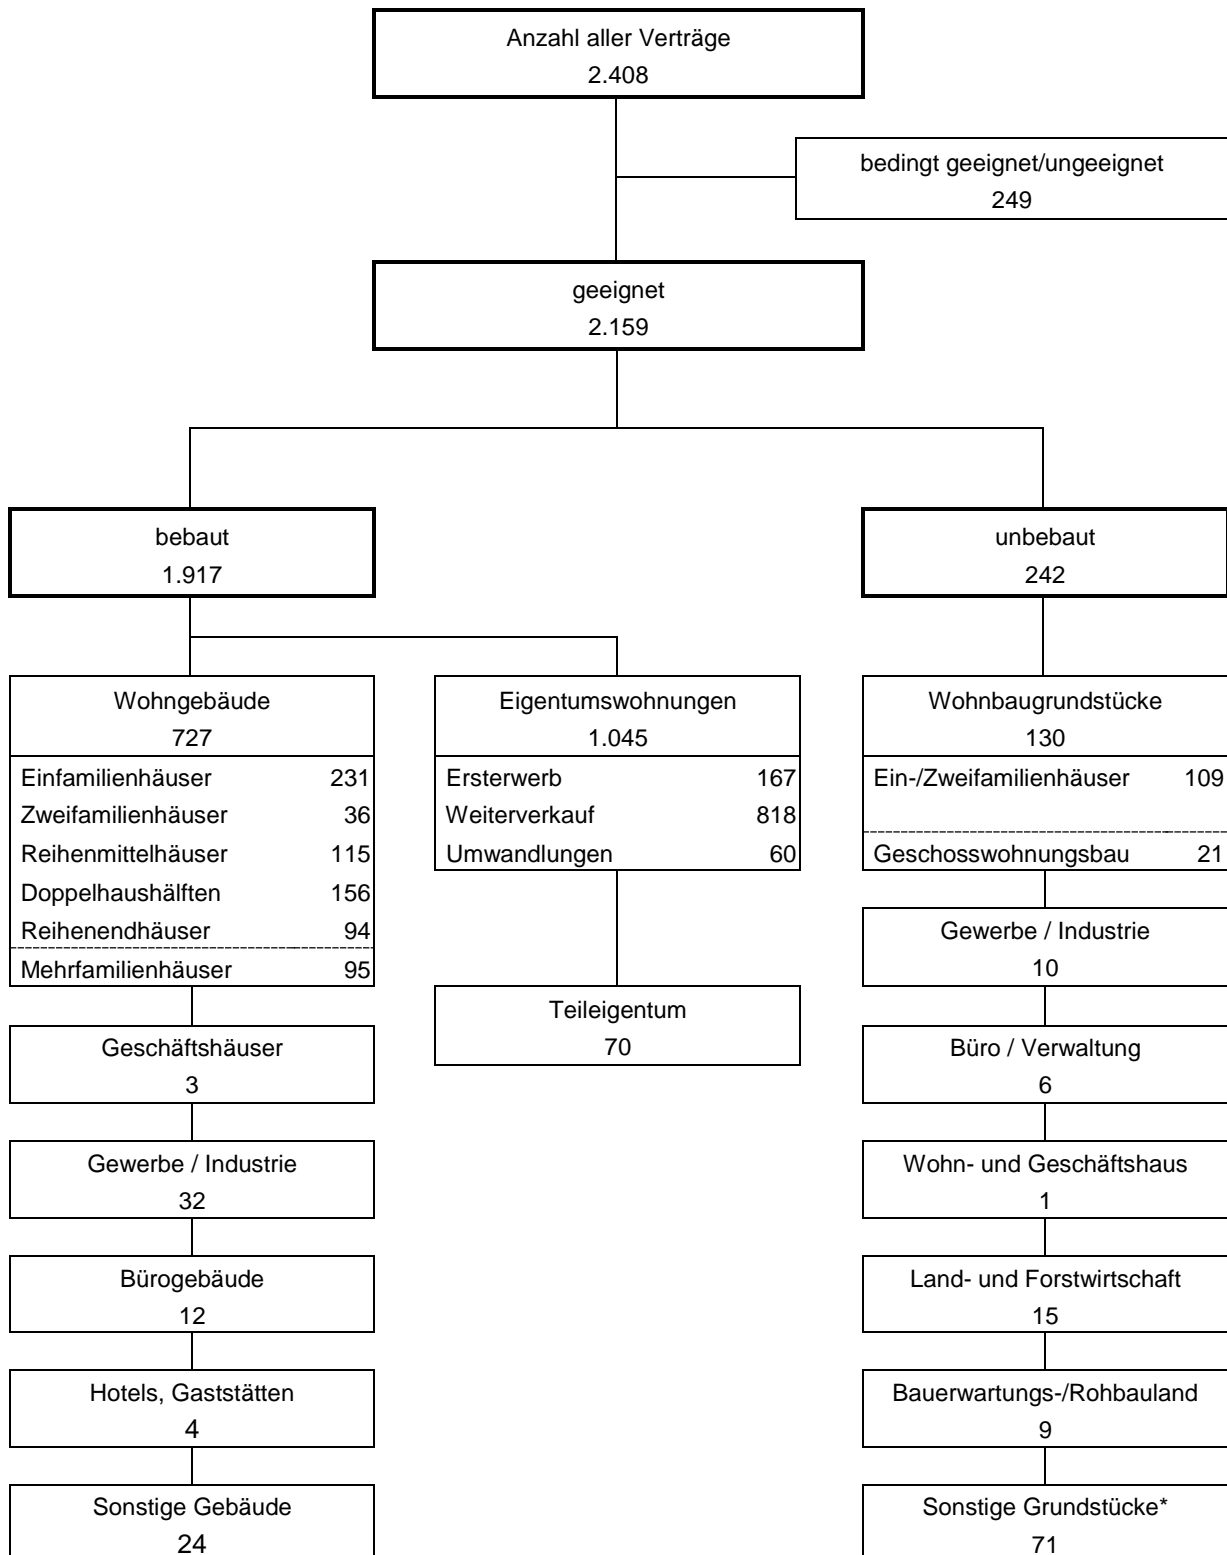 Anzahl aller Verträge
2.408
bedingt geeignet/ungeeignet
249
geeignet
2.159
bebaut
1.917
unbebaut
242
Wohngebäude
727
Einfamilienhäuser 231
Zweifamilienhäuser 36
Reihenmittelhäuser 115
Doppelhaushälften 156
Reihenendhäuser 94
Mehrfamilienhäuser 95
Geschäftshäuser
3
Gewerbe / Industrie
32
Bürogebäude
12
Hotels, Gaststätten
4
Sonstige Gebäude
24
Eigentumswohnungen
1.045
Ersterwerb 167
Weiterverkauf 818
Umwandlungen 60
Teileigentum
70
Wohnbaugrundstücke
130
Ein-/Zweifamilienhäuser 109
Geschosswohnungsbau 21
Gewerbe / Industrie
10
Büro / Verwaltung
6
Wohn- und Geschäftshaus
1
Land- und Forstwirtschaft
15
Bauerwartungs-/Rohbauland
9
Sonstige Grundstücke*
71